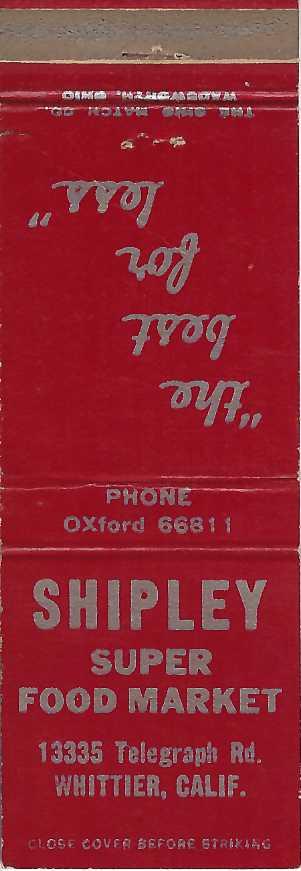 THE OHIO MATCH CO.
WADSWORTH, OHIO
"the
best
for
less"
PHONE
OXford 66811
SHIPLEY
SUPER
FOOD MARKET
13335 Telegraph Rd.
WHITTIER, CALIF.
CLOSE COVER BEFORE STRIKING